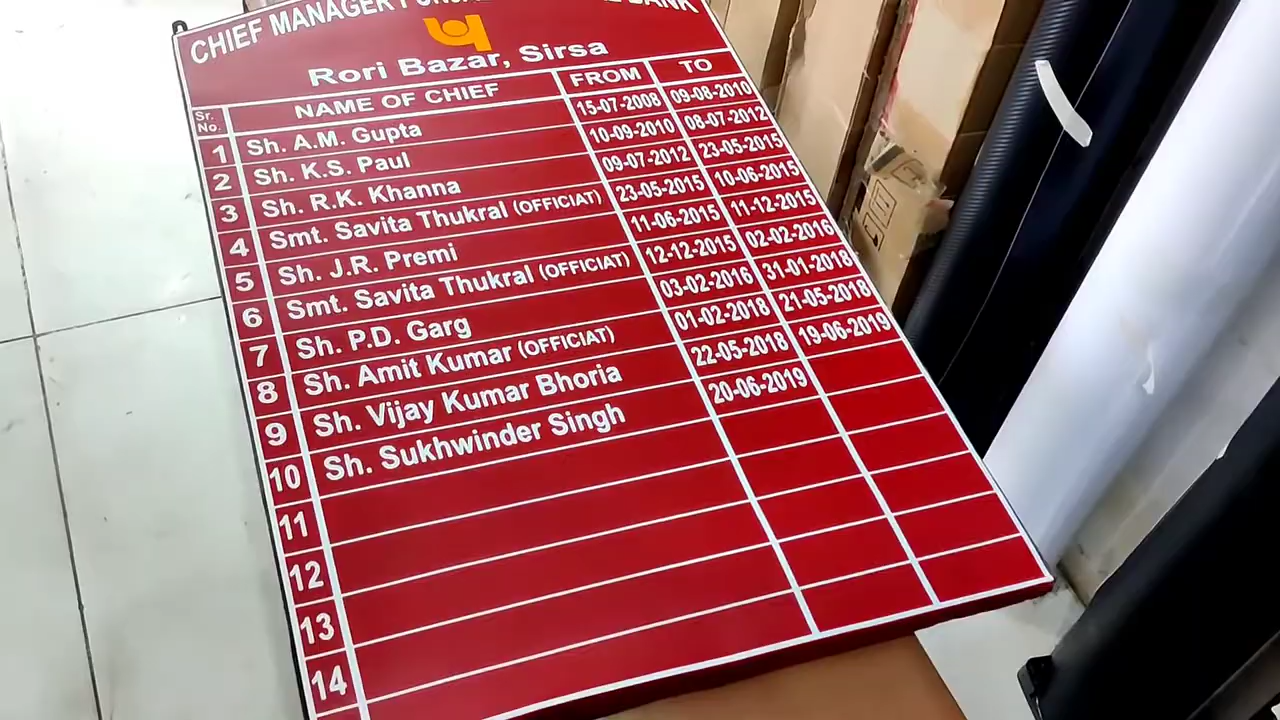 CHIEF MANAGER BANK
Rori Bazar, Sirsa
Sr. No. NAME OF CHIEF FROM TO
1 Sh. A.M. Gupta 15-07-2008 09-08-2010
2 Sh. K.S. Paul 10-09-2010 08-07-2012
3 Sh. R.K. Khanna 09-07-2012 23-05-2015
4 Smt. Savita Thukral (OFFICIAT) 23-05-2015 10-06-2015
5 Sh. J.R. Premi 11-06-2015 11-12-2015
6 Smt. Savita Thukral (OFFICIAT) 12-12-2015 02-02-2016
7 Sh. P.D. Garg 03-02-2016 31-01-2018
8 Sh. Amit Kumar (OFFICIAT) 01-02-2018 21-05-2018
9 Sh. Vijay Kumar Bhoria 22-05-2018 19-06-2019
10 Sh. Sukhwinder Singh 20-06-2019
11
12
13
14